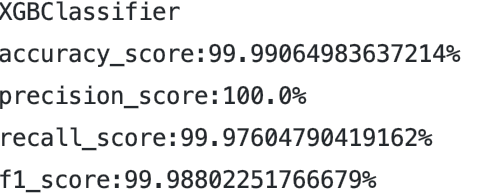 XGBClassifier
accuracy_score:99.99064983637214%
precision_score:100.0%
recall_score:99.97604790419162%
f1_score:99.98802251766679%